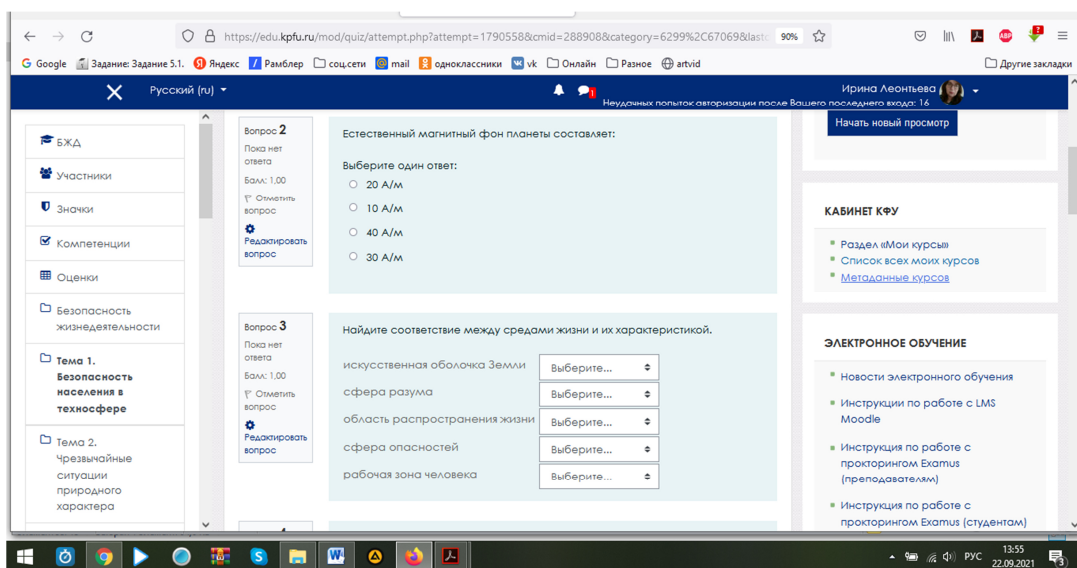 https://edu.kpfu.ru/mod/quiz/attempt.php?attempt=1790558&cmid=288908&category=6299%2C67069&last
90%
Google
Задание: Задание 5.1.
Яндекс
Рамблер
соц.сети
mail
одноклассники
vk
Онлайн
Разное
artvid
Другие закладки
Русский (ru)
1
Неудачных попыток авторизации после Вашего последнего входа: 16
Ирина Леонтьева
БЖД
Участники
Значки
Компетенции
Оценки
Безопасность
жизнедеятельности
Тема 1.
Безопасность
населения в
техносфере
Тема 2.
Чрезвычайные
ситуации
природного
характера
Вопрос 2
Пока нет
ответа
Балл: 1,00
Отметить
вопрос
Редактировать
вопрос
Естественный магнитный фон планеты составляет:
Выберите один ответ:
20 А/м
10 А/м
40 А/м
30 А/м
Вопрос 3
Пока нет
ответа
Балл: 1,00
Отметить
вопрос
Редактировать
вопрос
Найдите соответствие между средами жизни и их характеристикой.
искусственная оболочка Земли Выберите...
сфера разума Выберите...
область распространения жизни Выберите...
сфера опасностей Выберите...
рабочая зона человека Выберите...
Начать новый просмотр
КАБИНЕТ КФУ
Раздел «Мои курсы»
Список всех моих курсов
Метаданные курсов
ЭЛЕКТРОННОЕ ОБУЧЕНИЕ
Новости электронного обучения
Инструкции по работе с LMS
Moodle
Инструкция по работе с
прокторингом Examus
(преподавателям)
Инструкция по работе с
прокторингом Examus (студентам)
РУС
13:55
22.09.2021
3